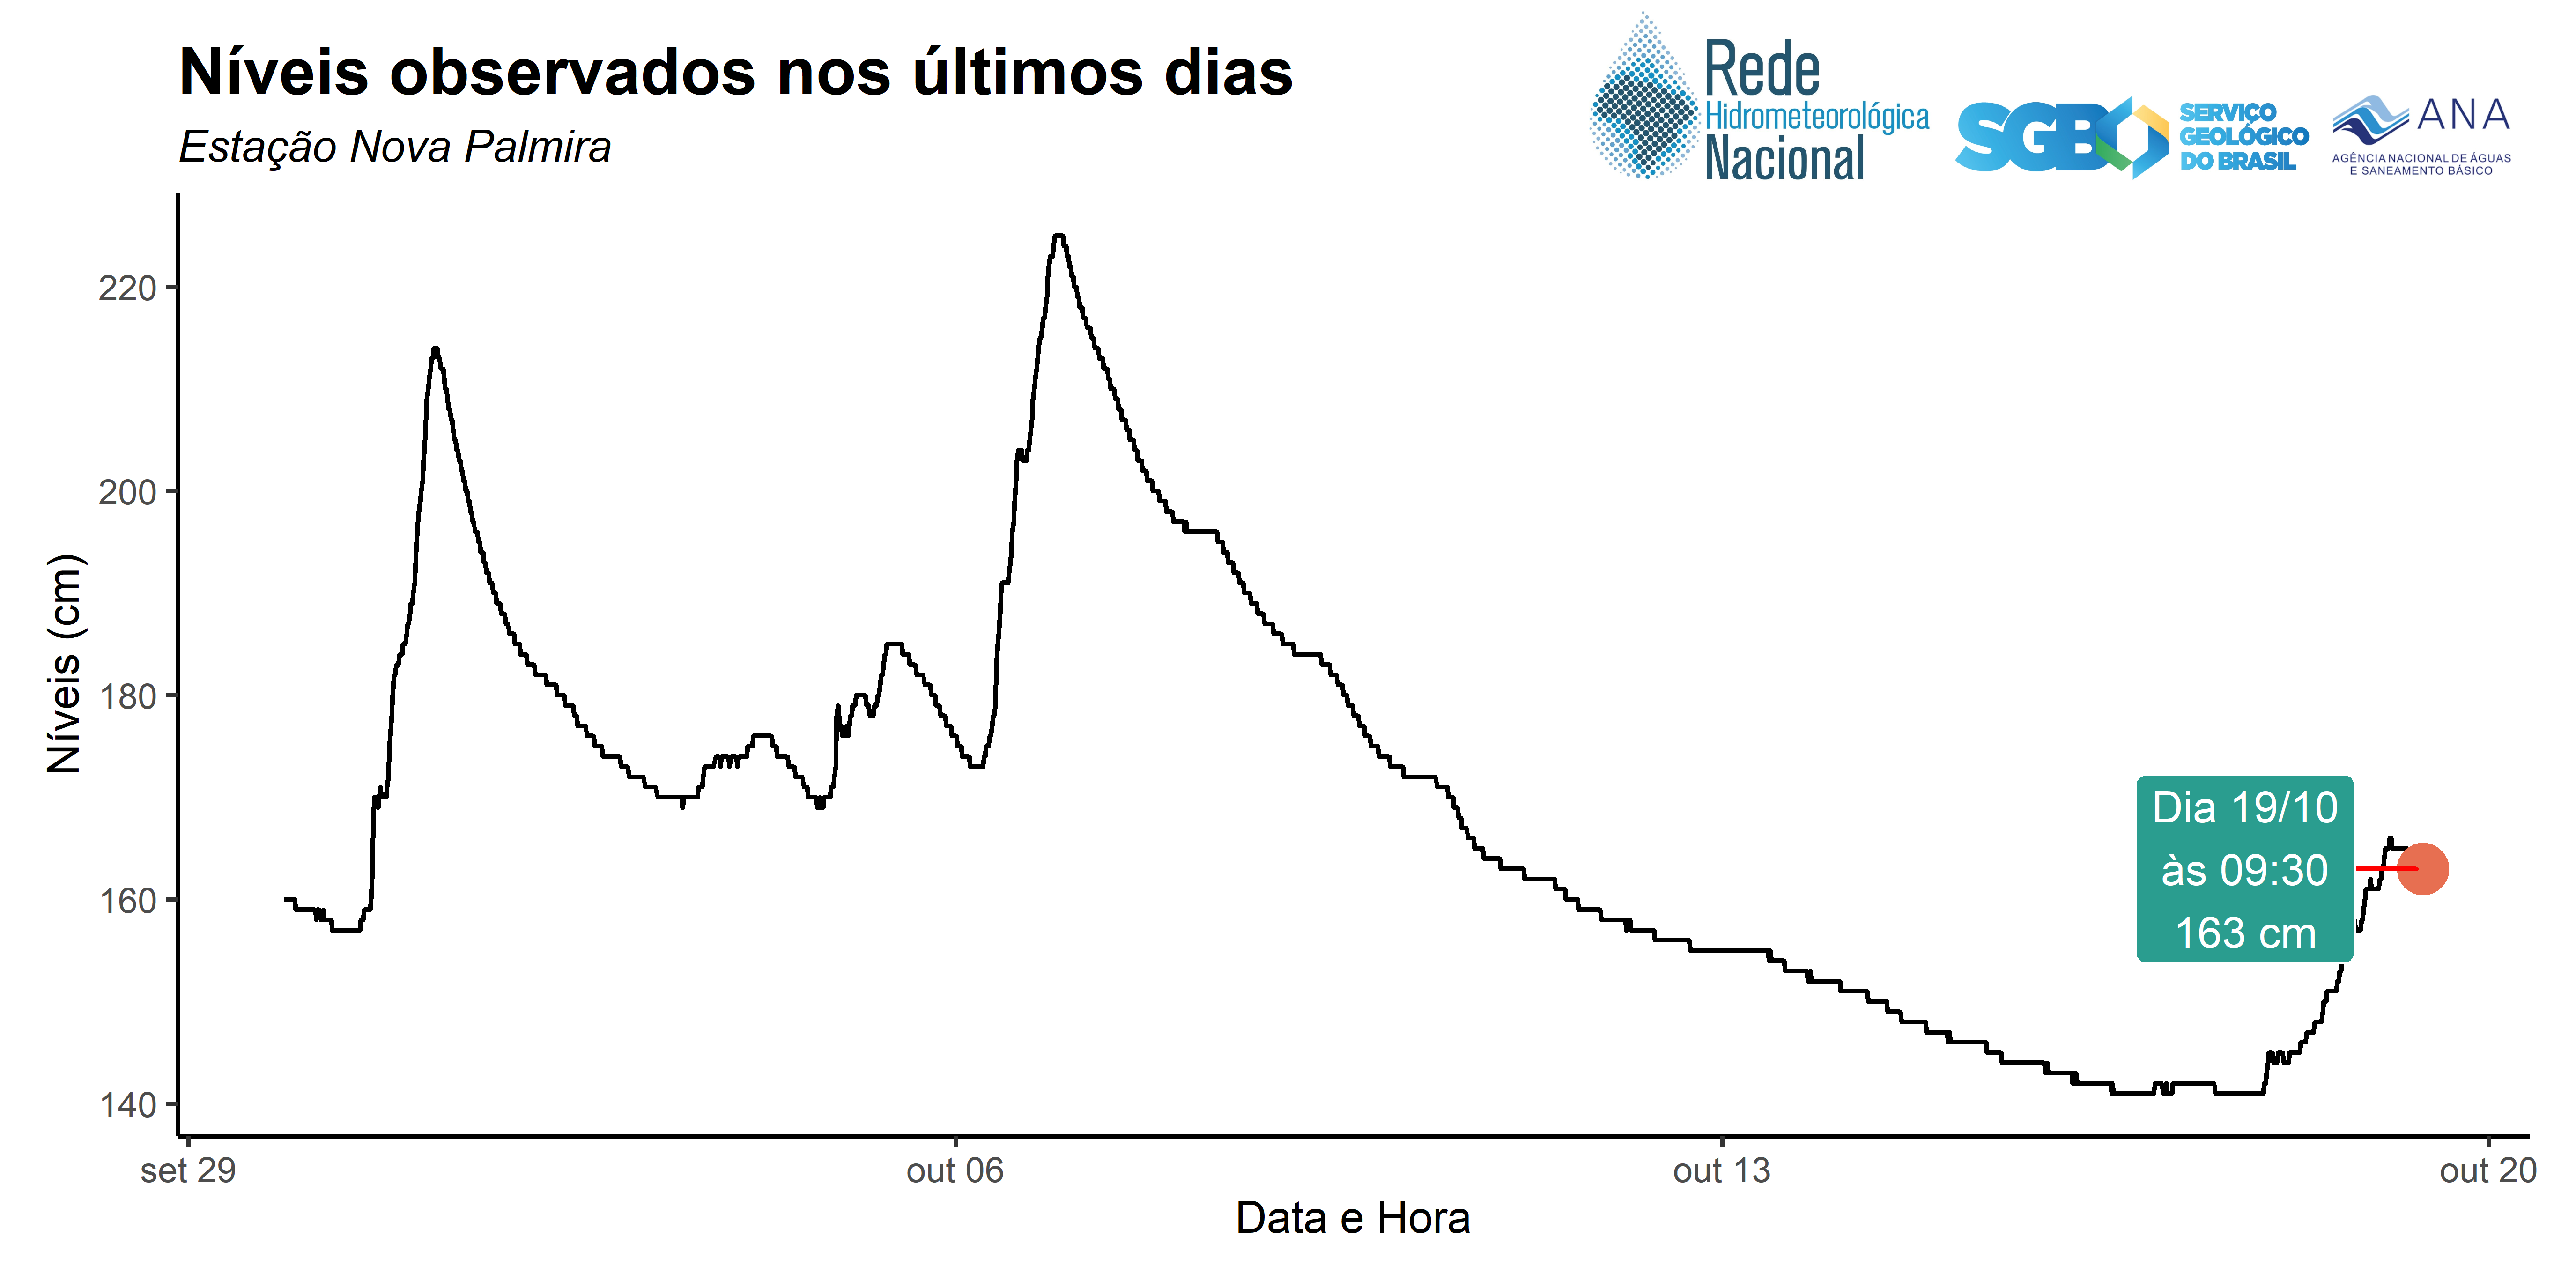 Níveis observados nos últimos dias
Estação Nova Palmira
Rede
Hidrometeorológica
Nacional
SGB
SERVIÇO
GEOLÓGICO
DO BRASIL
ANA
AGÊNCIA NACIONAL DE ÁGUAS
E SANEAMENTO BÁSICO
Níveis (cm)
220
200
180
160
140
Dia 19/10
às 09:30
163 cm
set 29
out 06
out 13
out 20
Data e Hora